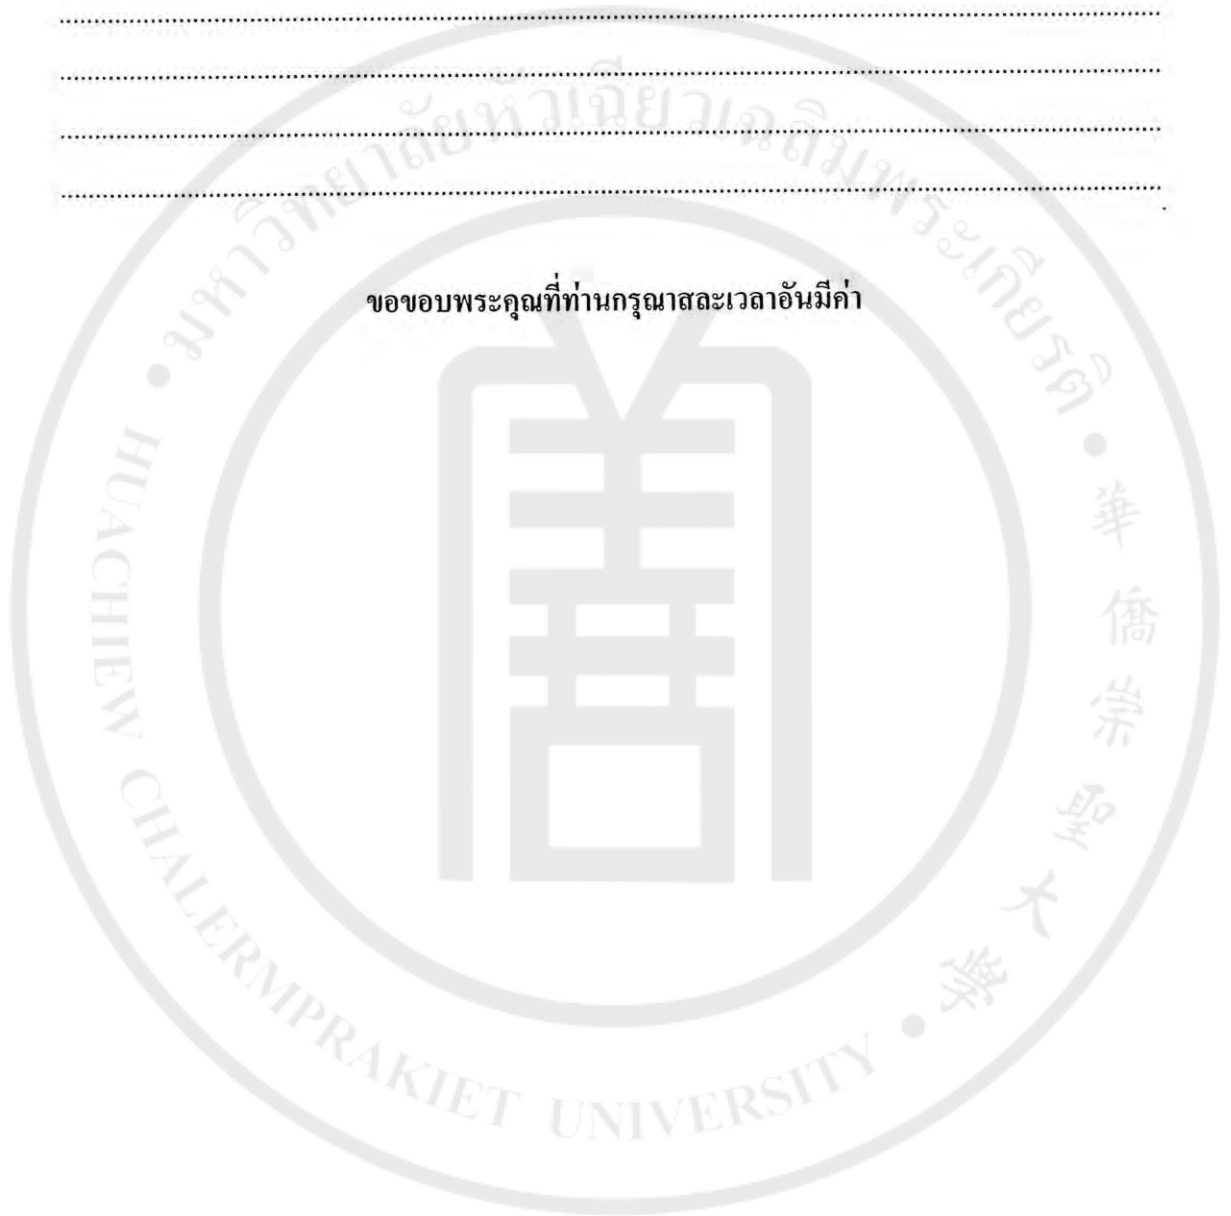 ................................................................................
................................................................................
................................................................................
................................................................................
ขอขอบพระคุณที่ท่านกรุณาสละเวลาอันมีค่า
มหาวิทยาลัยหัวเฉียวเฉลิมพระเกียรติ
華僑崇聖大學
HUACHIEW CHALERMPRAKIET UNIVERSITY